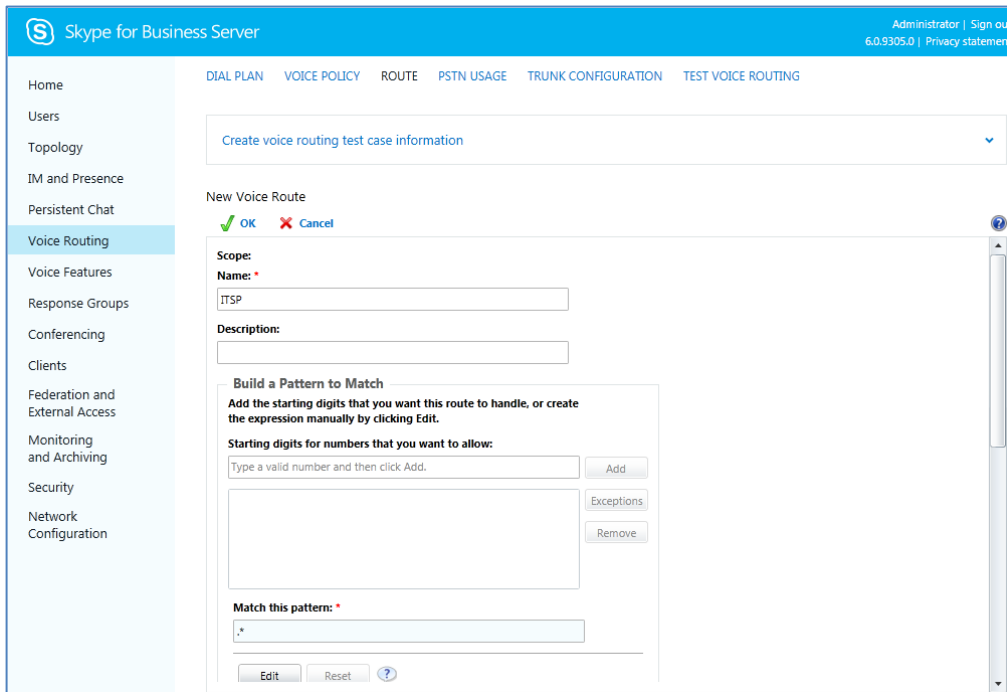 S Skype for Business Server
Administrator | Sign ou
6.0.9305.0 | Privacy statemen
Home
Users
Topology
IM and Presence
Persistent Chat
Voice Routing
Voice Features
Response Groups
Conferencing
Clients
Federation and
External Access
Monitoring
and Archiving
Security
Network
Configuration
DIAL PLAN VOICE POLICY ROUTE PSTN USAGE TRUNK CONFIGURATION TEST VOICE ROUTING
Create voice routing test case information
New Voice Route
OK Cancel ?
Scope:
Name: *
ITSP
Description:
Build a Pattern to Match
Add the starting digits that you want this route to handle, or create
the expression manually by clicking Edit.
Starting digits for numbers that you want to allow:
Type a valid number and then click Add. Add
Exceptions
Remove
Match this pattern: *
.*
Edit Reset ?